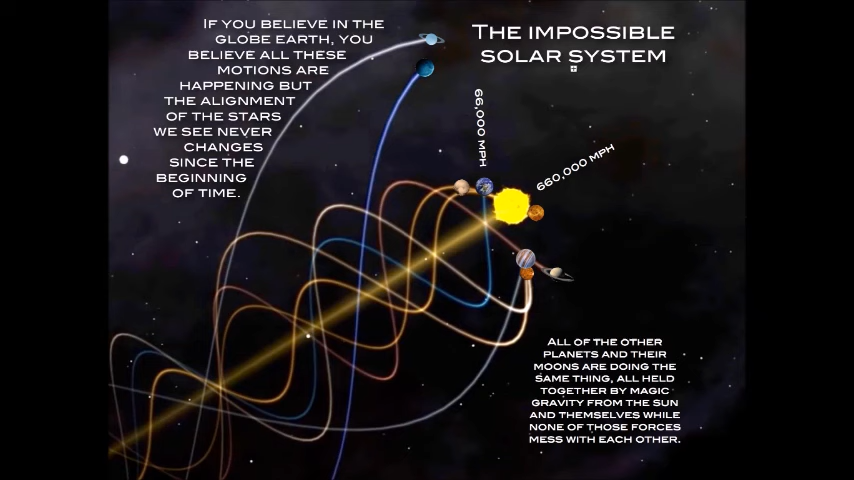 If you believe in the
globe earth, you
believe all these
motions are
happening but
the alignment
of the stars
we see never
changes
since the
beginning
of time.
The impossible
solar system
66,000 mph
660,000 mph
All of the other
planets and their
moons are doing the
same thing, all held
together by magic
gravity from the sun
and themselves while
none of those forces
mess with each other.